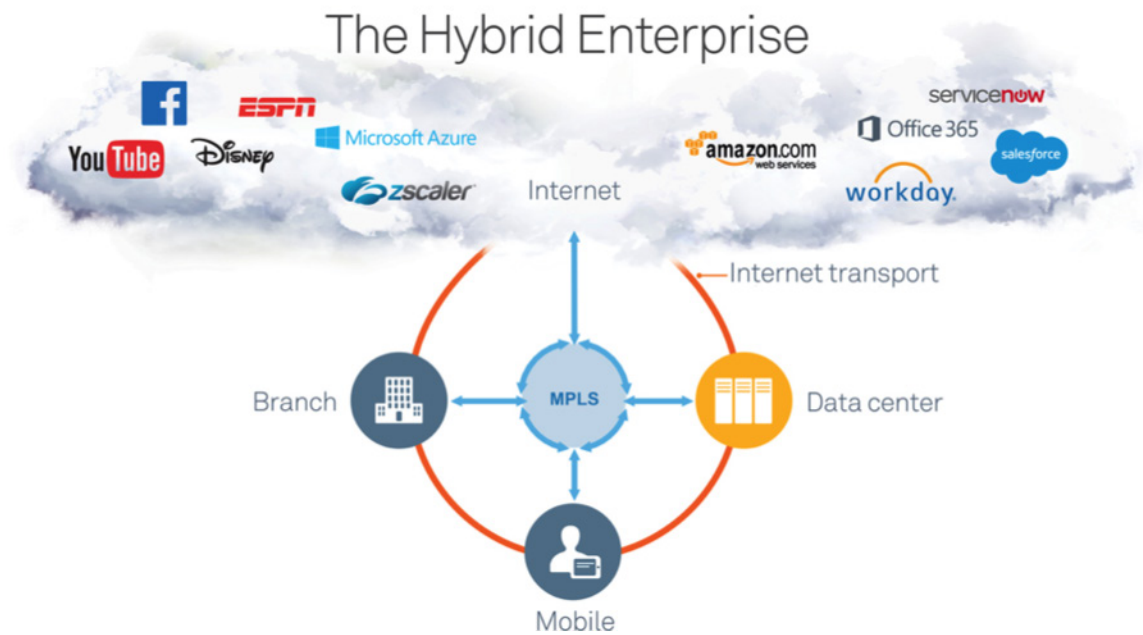 The Hybrid Enterprise
f
ESPN
YouTube
DISNEY
Microsoft Azure
zscaler
Internet
amazon.com
web services
servicenow
Office 365
salesforce
workday.
Internet transport
Branch
MPLS
Data center
Mobile